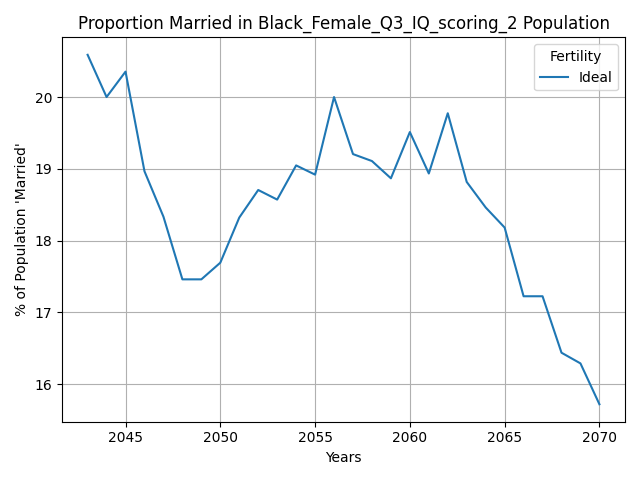 Proportion Married in Black_Female_Q3_IQ_scoring_2 Population
Fertility
Ideal
% of Population 'Married'
20
19
18
17
16
2045 2050 2055 2060 2065 2070
Years